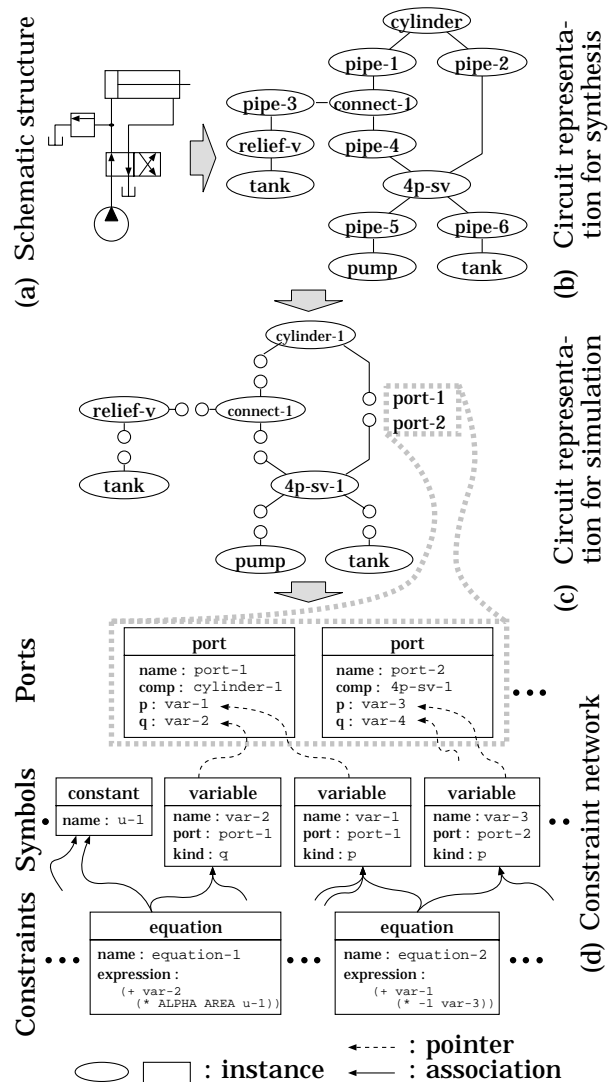 (a) Schematic structure
cylinder
pipe-1
pipe-2
pipe-3
connect-1
relief-v
pipe-4
tank
4p-sv
pipe-5
pipe-6
pump
tank
(b) Circuit representa-
tion for synthesis
cylinder-1
relief-v
connect-1
port-1
port-2
tank
4p-sv-1
pump
tank
(c) Circuit representa-
tion for simulation
Ports
port
name : port-1
comp : cylinder-1
p : var-1
q : var-2
port
name : port-2
comp : 4p-sv-1
p : var-3
q : var-4
Symbols
constant
name : u-1
variable
name : var-2
port : port-1
kind : q
variable
name : var-1
port : port-1
kind : p
variable
name : var-3
port : port-2
kind : p
Constraints
equation
name : equation-1
expression :
(+ var-2
(* ALPHA AREA u-1))
equation
name : equation-2
expression :
(+ var-1
(* -1 var-3))
(d) Constraint network
: instance
: pointer
: association